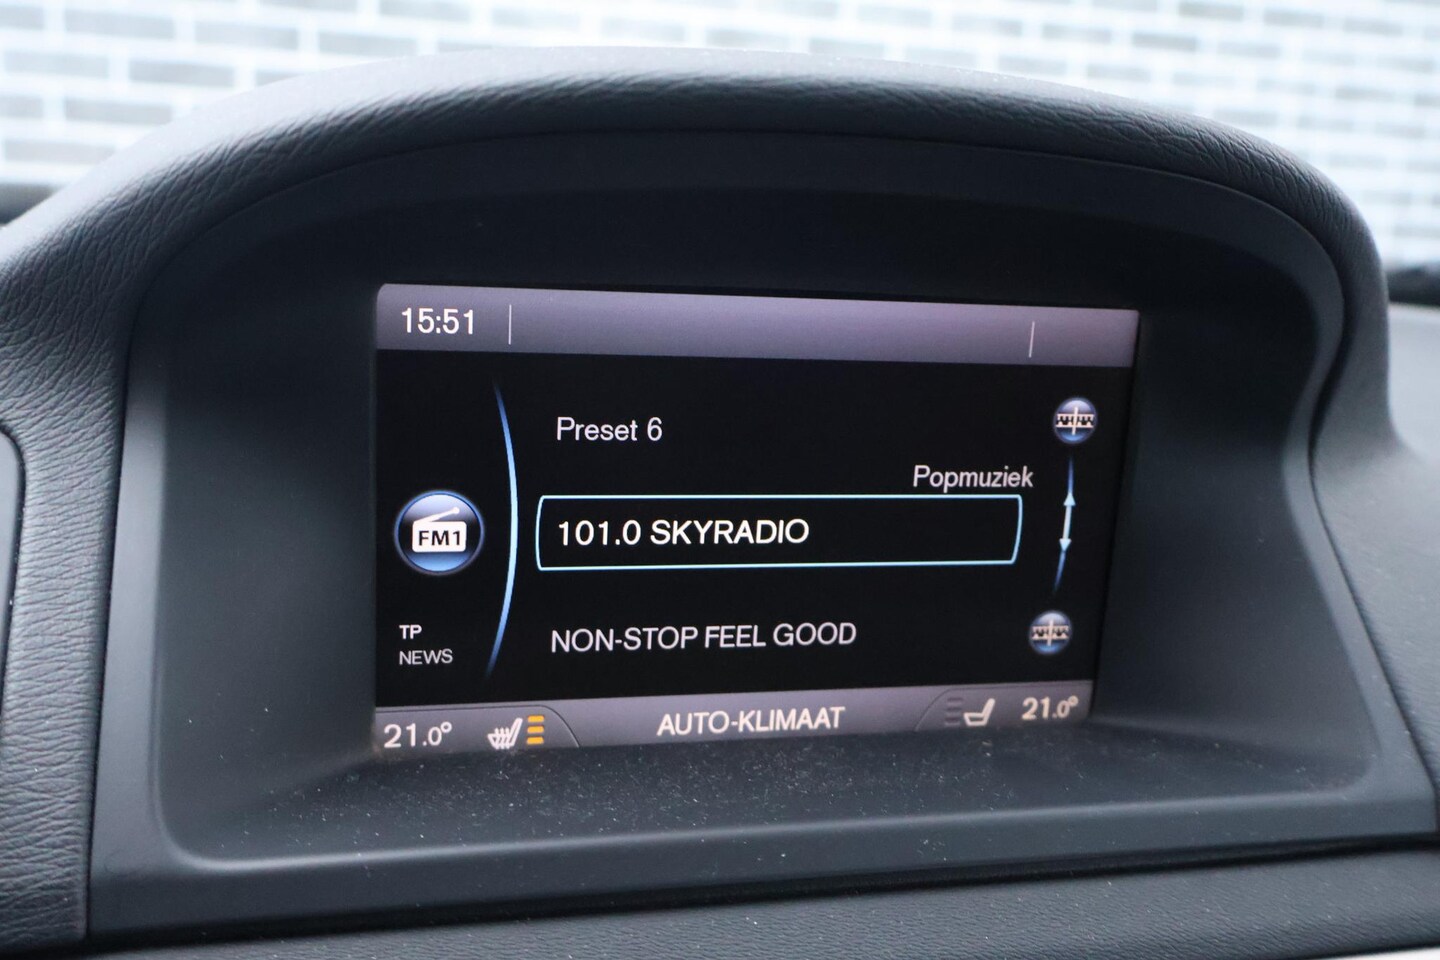 15:51
Preset 6
Popmuziek
FM1
101.0 SKYRADIO
TP
NEWS
NON-STOP FEEL GOOD
21.0°
AUTO-KLIMAAT
21.0°